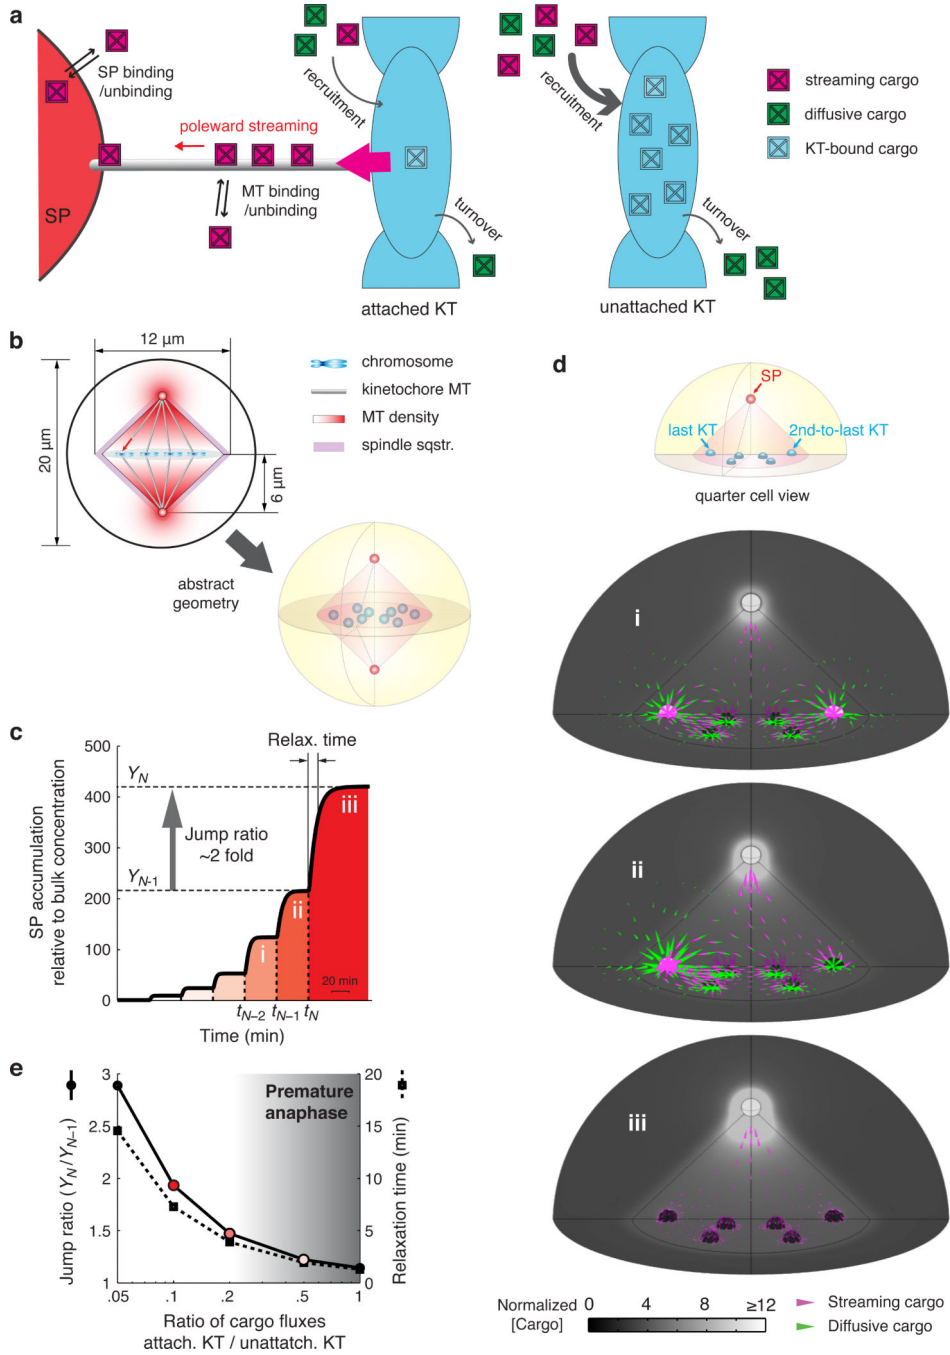 a
SP binding
/unbinding
poleward streaming
MT binding
/unbinding
SP
recruitment
turnover
attached KT
recruitment
turnover
unattached KT
streaming cargo
diffusive cargo
KT-bound cargo
b
12 μm
20 μm
6 μm
chromosome
kinetochore MT
MT density
spindle sqstr.
abstract
geometry
c
SP accumulation
relative to bulk concentration
500
400
300
200
100
0
Y_N
Y_{N-1}
Relax. time
Jump ratio
~2 fold
i
ii
iii
20 min
t_{N-2} t_{N-1} t_N
Time (min)
d
SP
last KT
2nd-to-last KT
quarter cell view
i
ii
iii
Normalized
[Cargo]
0 4 8 ≥12
Streaming cargo
Diffusive cargo
e
Jump ratio (Y_N/Y_{N-1})
3
2.5
2
1.5
1
Premature
anaphase
20
15
10
5
0
Relaxation time (min)
.05 .1 .2 .5 1
Ratio of cargo fluxes
attach. KT / unattatch. KT